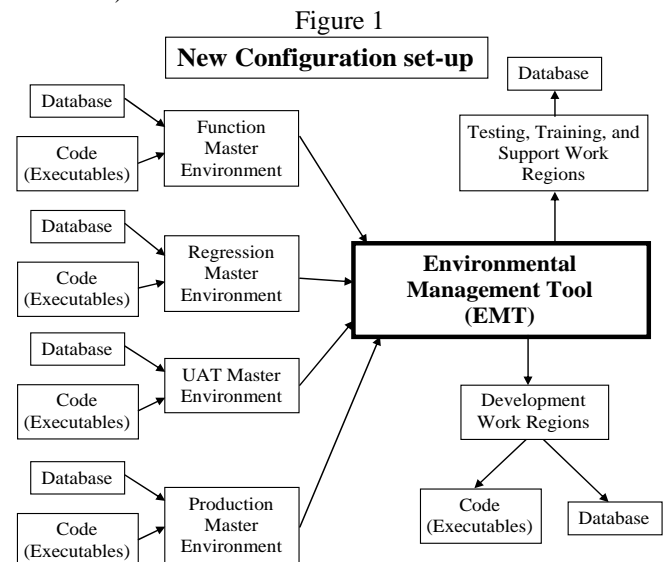 Figure 1
New Configuration set-up
Database
Database
Code
(Executables)
Function
Master
Environment
Testing, Training, and
Support Work
Regions
Database
Code
(Executables)
Regression
Master
Environment
Environmental
Management Tool
(EMT)
Database
Code
(Executables)
UAT Master
Environment
Development
Work Regions
Database
Code
(Executables)
Production
Master
Environment
Code
(Executables)
Database